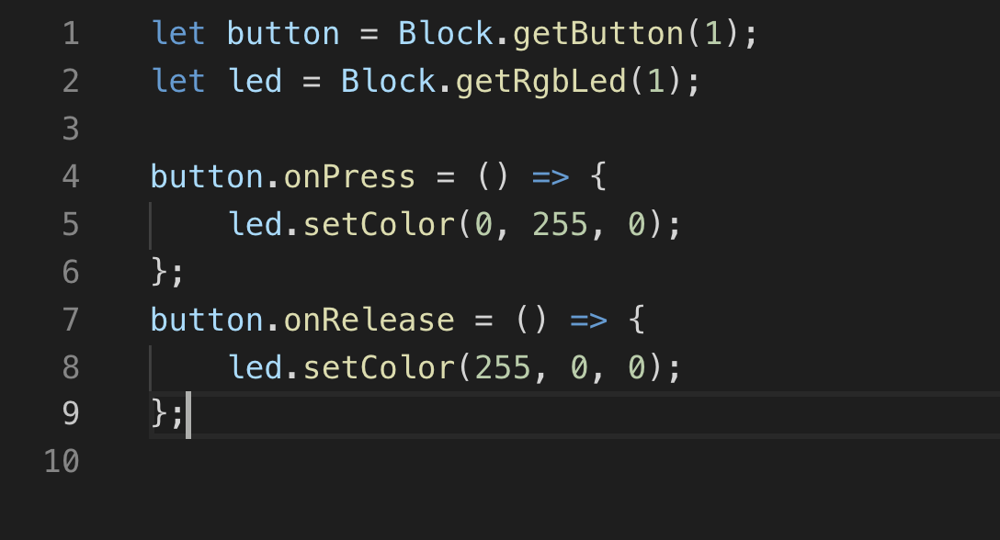 1 let button = Block.getButton(1);
2 let led = Block.getRgbLed(1);
3
4 button.onPress = () => {
5     led.setColor(0, 255, 0);
6 };
7 button.onRelease = () => {
8     led.setColor(255, 0, 0);
9 };
10